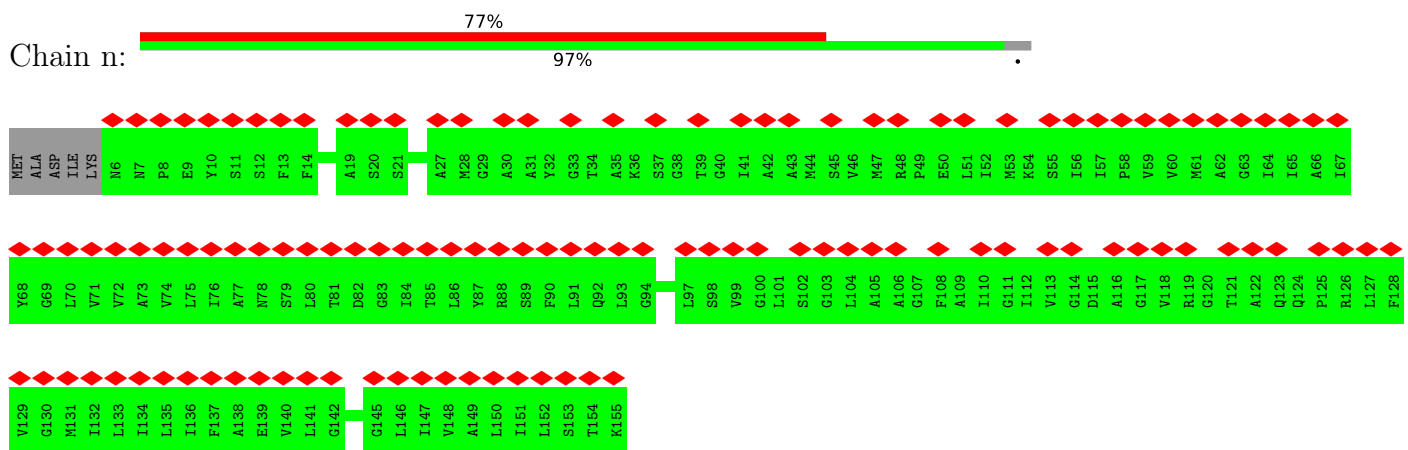 77%
Chain n:
97% •
MET ALA ASP ILE LYS N6 N7 P8 E9 Y10 S11 S12 F13 F14 A19 S20 S21 A27 M28 G29 A30 A31 Y32 G33 T34 A35 K36 S37 G38 T39 G40 I41 A42 A43 M44 S45 V46 M47 R48 P49 E50 L51 I52 M53 K54 S55 I56 I57 P58 V59 V60 M61 A62 G63 I64 I65 A66 I67
Y68 G69 L70 V71 V72 A73 V74 L75 I76 A77 N78 S79 L80 T81 D82 G83 I84 T85 L86 Y87 R88 S89 F90 L91 Q92 L93 G94 L97 S98 V99 G100 L101 S102 G103 L104 A105 A106 G107 F108 A109 I110 G111 I112 V113 G114 D115 A116 G117 V118 R119 G120 T121 A122 Q123 Q124 P125 R126 L127 F128
V129 G130 M131 I132 L133 I134 L135 I136 F137 A138 E139 V140 L141 G142 G145 L146 I147 V148 A149 L150 I151 L152 S153 T154 K155